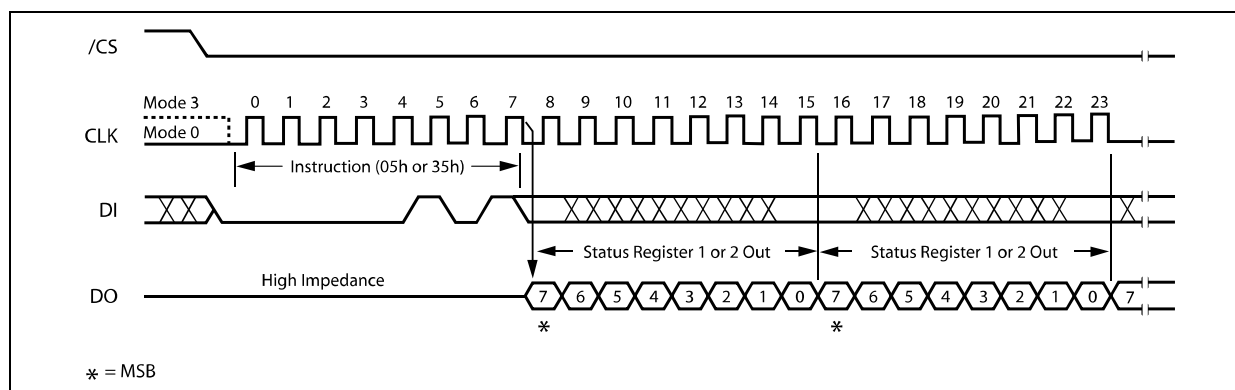 /CS
Mode 3
0 1 2 3 4 5 6 7 8 9 10 11 12 13 14 15 16 17 18 19 20 21 22 23
CLK
Mode 0
Instruction (05h or 35h)
DI
Status Register 1 or 2 Out
Status Register 1 or 2 Out
High Impedance
DO
7 6 5 4 3 2 1 0 7 6 5 4 3 2 1 0 7
* *
* = MSB